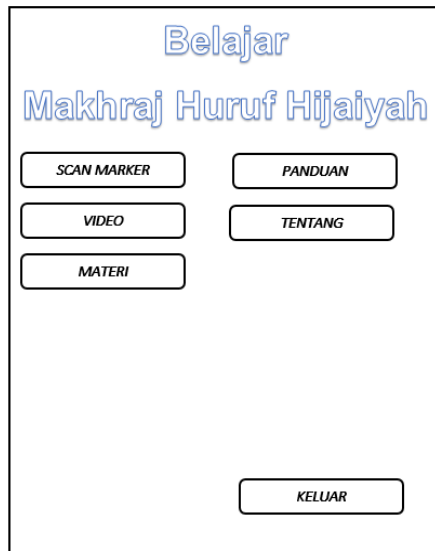 Belajar
Makhraj Huruf Hijaiyah
SCAN MARKER
PANDUAN
VIDEO
TENTANG
MATERI
KELUAR